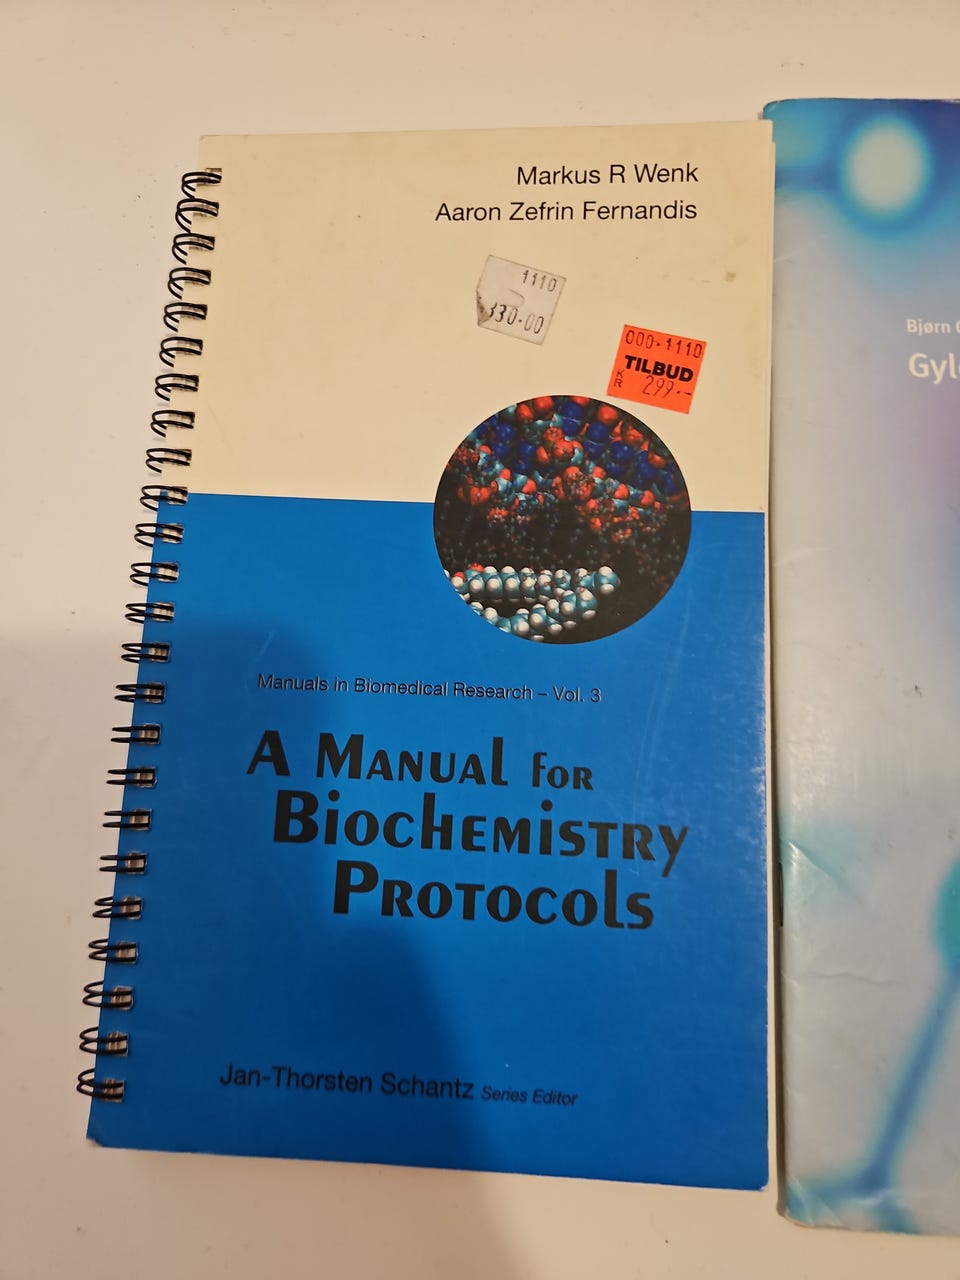 Markus R Wenk
Aaron Zefrin Fernandis
1110
330-00
000-1110
TILBUD
KR 299.-
Manuals in Biomedical Research – Vol. 3
A Manual for
Biochemistry
Protocols
Jan-Thorsten Schantz Series Editor
Bjørn